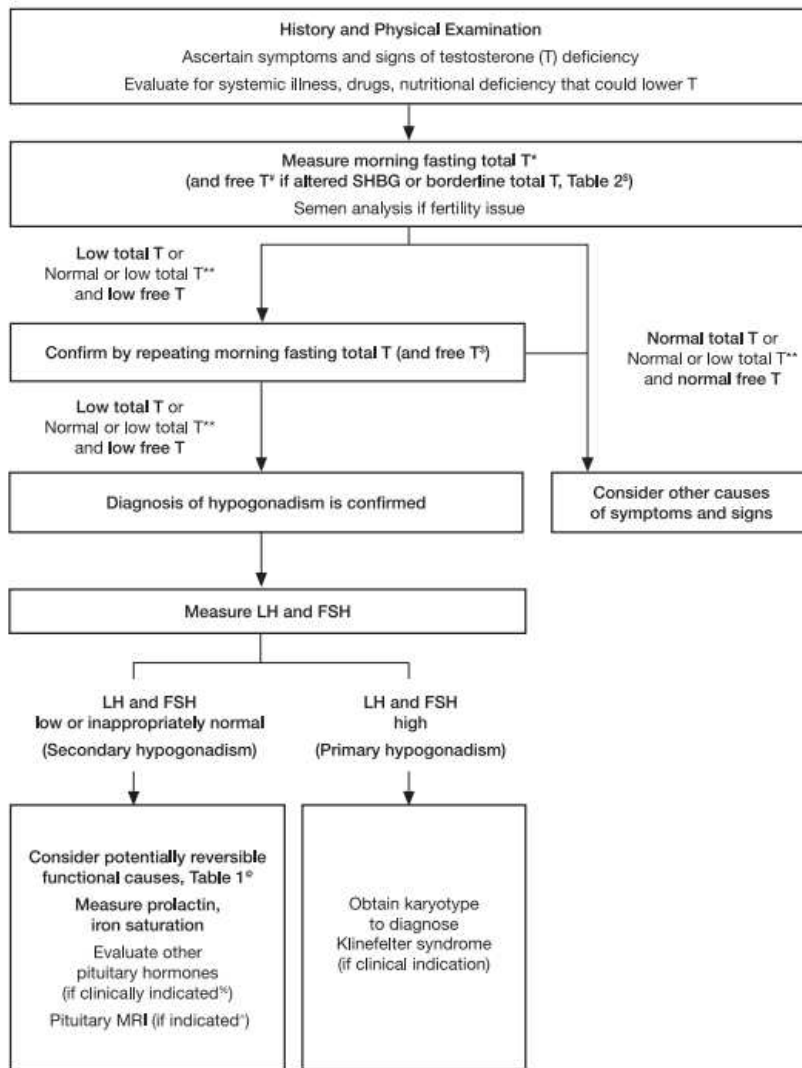 History and Physical Examination
Ascertain symptoms and signs of testosterone (T) deficiency
Evaluate for systemic illness, drugs, nutritional deficiency that could lower T
Measure morning fasting total T*
(and free T# if altered SHBG or borderline total T, Table 2$)
Semen analysis if fertility issue
Low total T or
Normal or low total T**
and low free T
Confirm by repeating morning fasting total T (and free T$)
Normal total T or
Normal or low total T**
and normal free T
Low total T or
Normal or low total T**
and low free T
Diagnosis of hypogonadism is confirmed
Consider other causes
of symptoms and signs
Measure LH and FSH
LH and FSH
low or inappropriately normal
(Secondary hypogonadism)
LH and FSH
high
(Primary hypogonadism)
Consider potentially reversible
functional causes, Table 1@
Measure prolactin,
iron saturation
Evaluate other
pituitary hormones
(if clinically indicated%)
Pituitary MRI (if indicated^)
Obtain karyotype
to diagnose
Klinefelter syndrome
(if clinical indication)